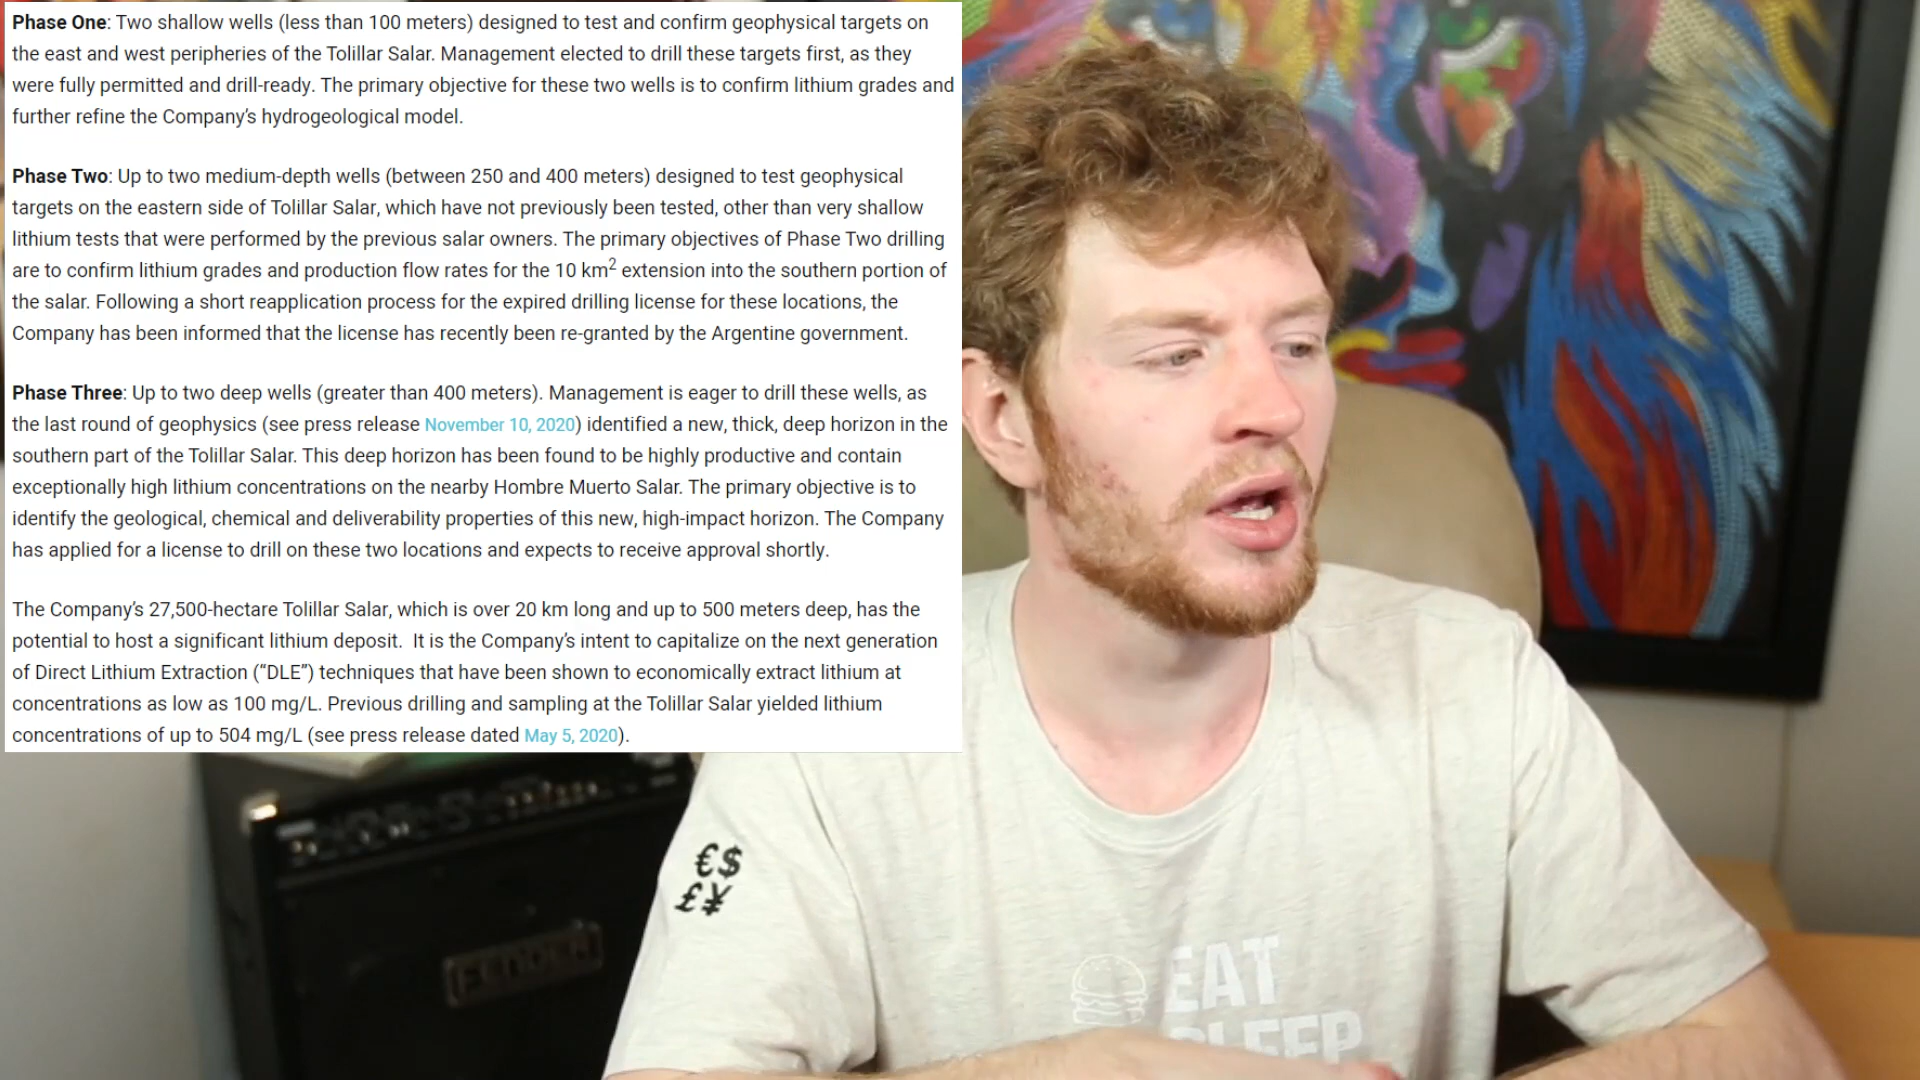 Phase One: Two shallow wells (less than 100 meters) designed to test and confirm geophysical targets on
the east and west peripheries of the Tolillar Salar. Management elected to drill these targets first, as they
were fully permitted and drill-ready. The primary objective for these two wells is to confirm lithium grades and
further refine the Company's hydrogeological model.
Phase Two: Up to two medium-depth wells (between 250 and 400 meters) designed to test geophysical
targets on the eastern side of Tolillar Salar, which have not previously been tested, other than very shallow
lithium tests that were performed by the previous salar owners. The primary objectives of Phase Two drilling
are to confirm lithium grades and production flow rates for the 10 km² extension into the southern portion of
the salar. Following a short reapplication process for the expired drilling license for these locations, the
Company has been informed that the license has recently been re-granted by the Argentine government.
Phase Three: Up to two deep wells (greater than 400 meters). Management is eager to drill these wells, as
the last round of geophysics (see press release November 10, 2020) identified a new, thick, deep horizon in the
southern part of the Tolillar Salar. This deep horizon has been found to be highly productive and contain
exceptionally high lithium concentrations on the nearby Hombre Muerto Salar. The primary objective is to
identify the geological, chemical and deliverability properties of this new, high-impact horizon. The Company
has applied for a license to drill on these two locations and expects to receive approval shortly.
The Company's 27,500-hectare Tolillar Salar, which is over 20 km long and up to 500 meters deep, has the
potential to host a significant lithium deposit. It is the Company's intent to capitalize on the next generation
of Direct Lithium Extraction ("DLE") techniques that have been shown to economically extract lithium at
concentrations as low as 100 mg/L. Previous drilling and sampling at the Tolillar Salar yielded lithium
concentrations of up to 504 mg/L (see press release dated May 5, 2020).
€$
£¥
FENDER
EAT
SLEEP